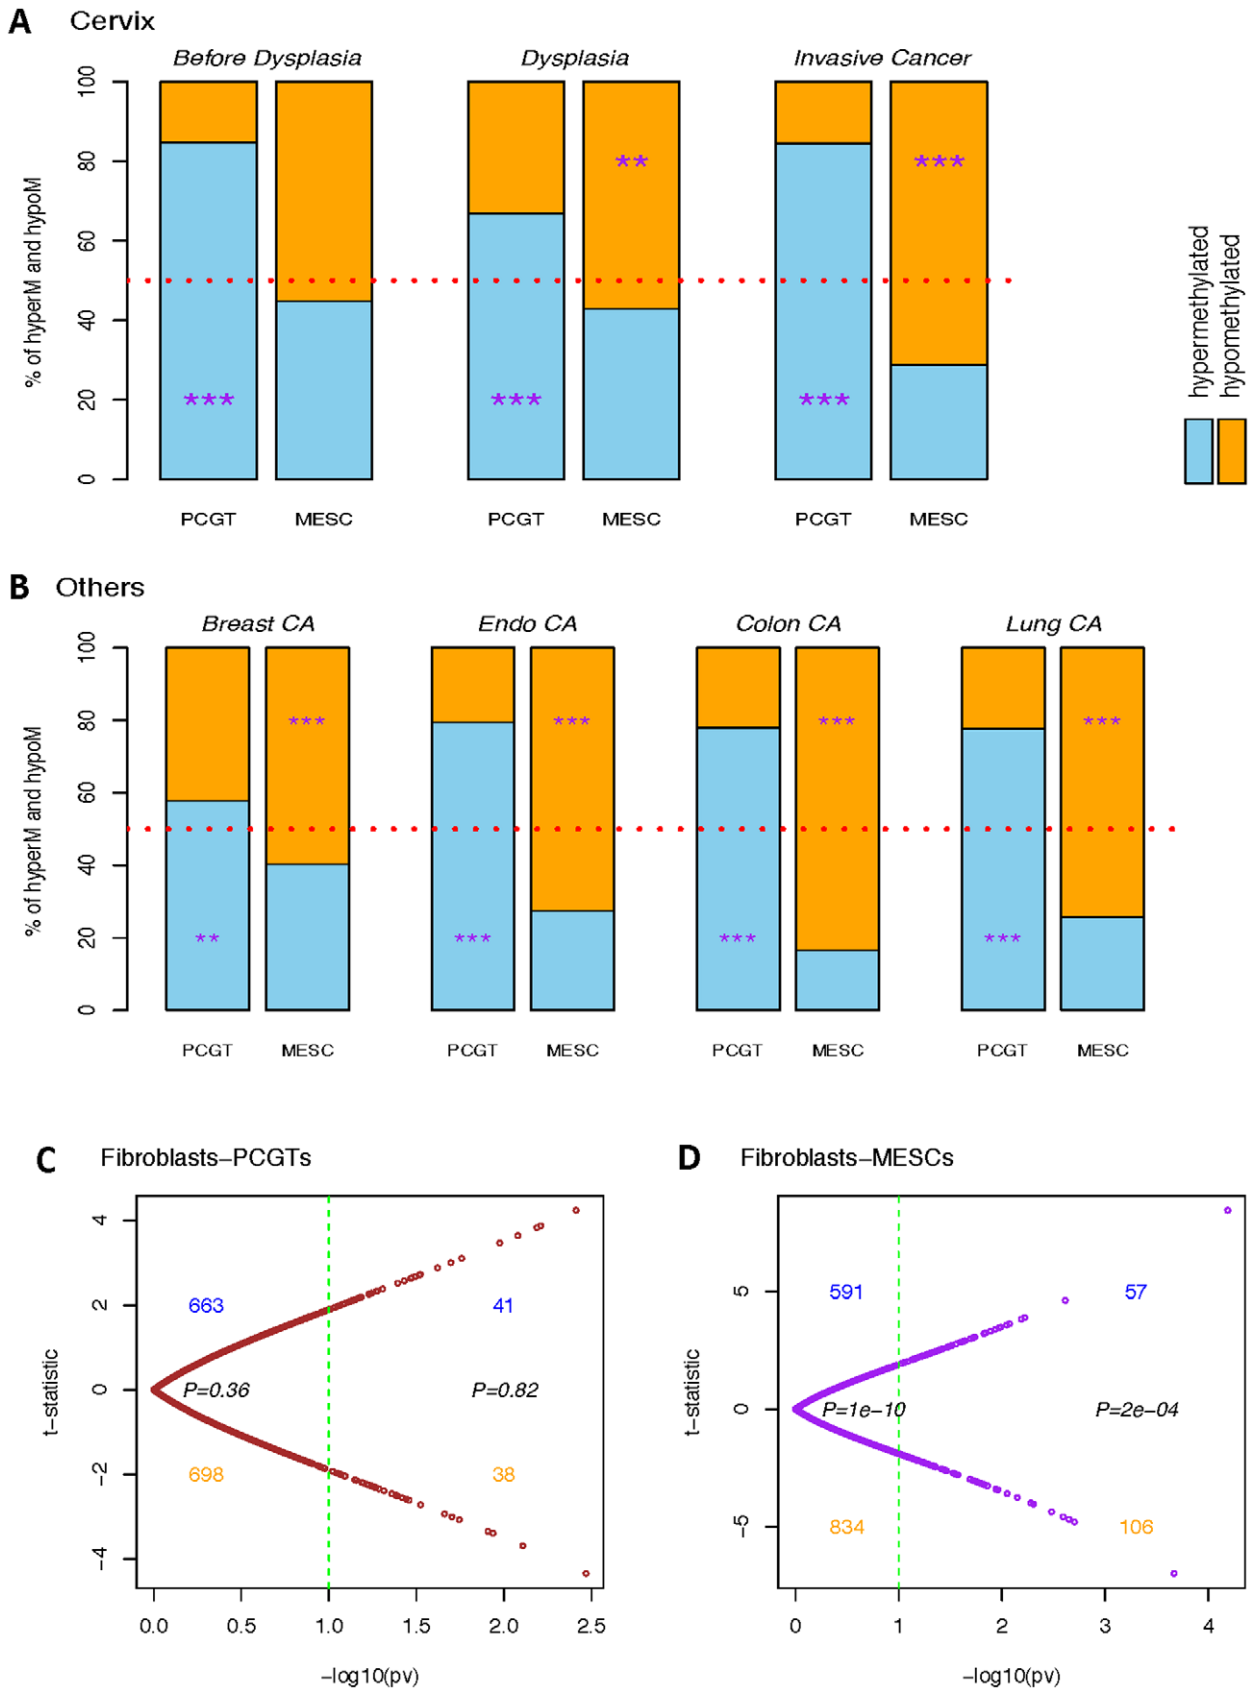 A Cervix
Before Dysplasia Dysplasia Invasive Cancer
% of hyperM and hypoM
0 20 40 60 80 100
** ***
*** *** ***
PCGT MESC PCGT MESC PCGT MESC
hypermethylated
hypomethylated
B Others
Breast CA Endo CA Colon CA Lung CA
% of hyperM and hypoM
0 20 40 60 80 100
*** *** *** ***
** *** *** ***
PCGT MESC PCGT MESC PCGT MESC PCGT MESC
C Fibroblasts-PCGTs
t-statistic
4
2
0
-2
-4
663 41
P=0.36 P=0.82
698 38
0.0 0.5 1.0 1.5 2.0 2.5
-log10(pv)
D Fibroblasts-MESCs
t-statistic
5
0
-5
591 57
P=1e-10 P=2e-04
834 106
0 1 2 3 4
-log10(pv)